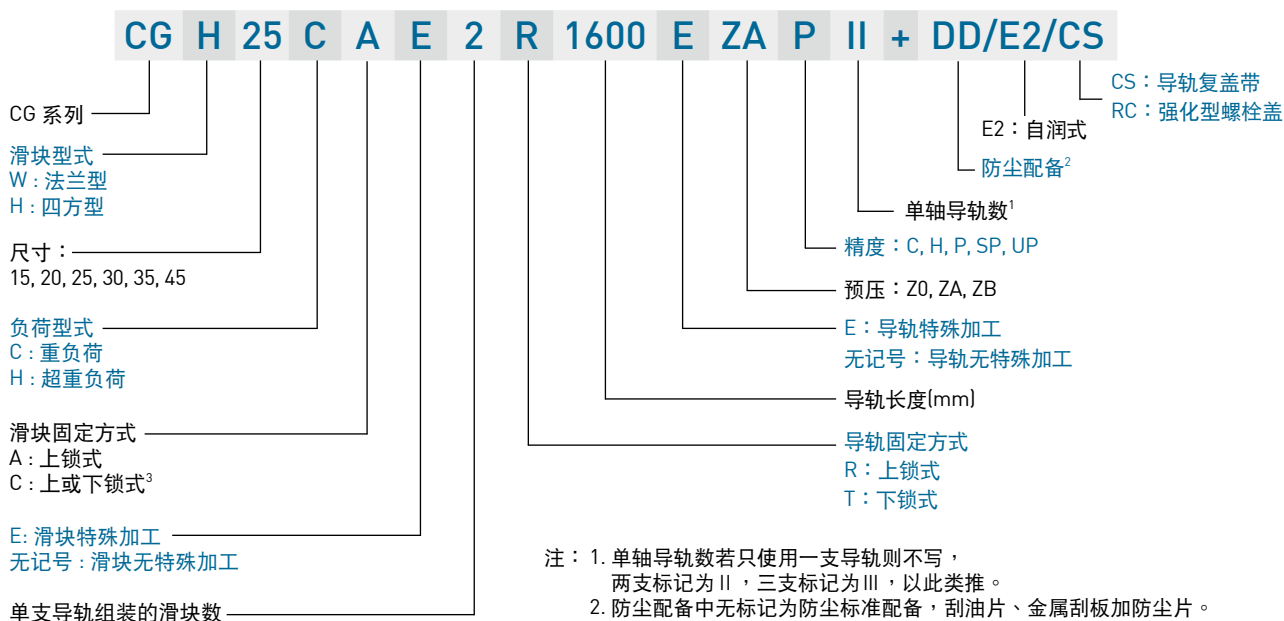 CG H 25 C A E 2 R 1600 E ZA P II + DD/E2/CS
CG 系列
滑块型式
W : 法兰型
H : 四方型
尺寸：
15, 20, 25, 30, 35, 45
负荷型式
C : 重负荷
H : 超重负荷
滑块固定方式
A : 上锁式
C : 上或下锁式3
E: 滑块特殊加工
无记号 : 滑块无特殊加工
单支导轨组装的滑块数
CS：导轨复盖带
RC：强化型螺栓盖
E2：自润式
防尘配备2
单轴导轨数1
精度：C, H, P, SP, UP
预压：Z0, ZA, ZB
E：导轨特殊加工
无记号：导轨无特殊加工
导轨长度(mm)
导轨固定方式
R：上锁式
T：下锁式
注： 1. 单轴导轨数若只使用一支导轨则不写，
两支标记为Ⅱ，三支标记为Ⅲ，以此类推。
2. 防尘配备中无标记为防尘标准配备，刮油片、金属刮板加防尘片。